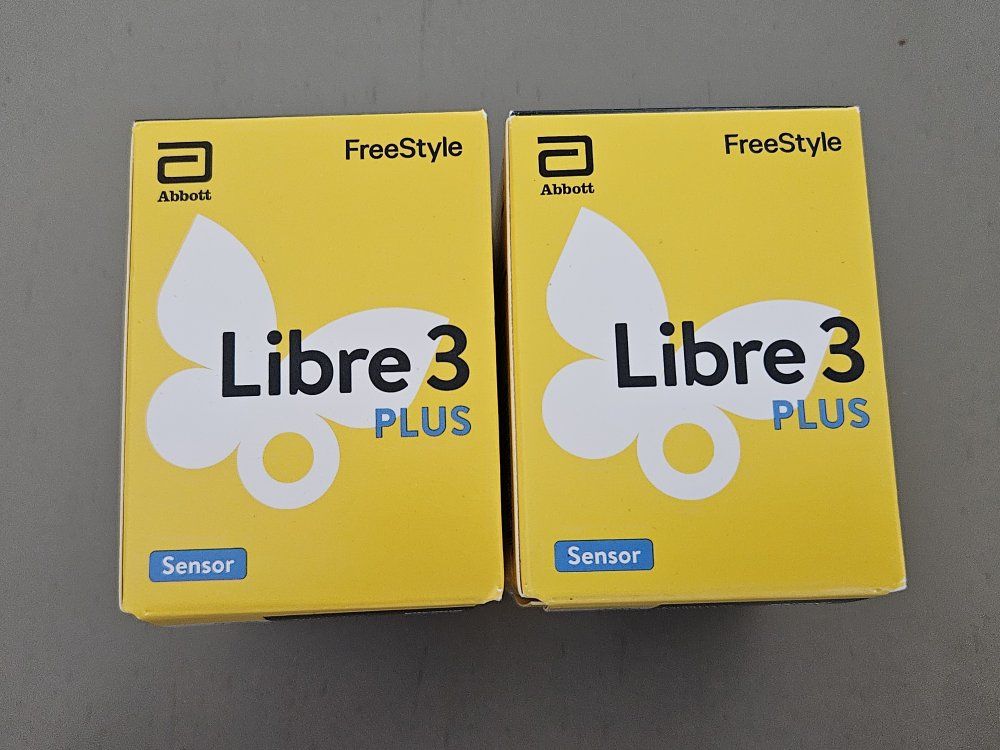 Abbott
FreeStyle
Libre 3
PLUS
Sensor
Abbott
FreeStyle
Libre 3
PLUS
Sensor